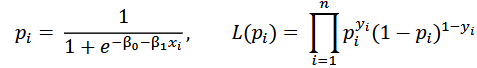 pᵢ = 1 / (1 + e^(−β₀−β₁xᵢ)), L(pᵢ) = ∏ᵢ₌₁ⁿ pᵢ^(yᵢ) (1 − pᵢ)^(1−yᵢ)